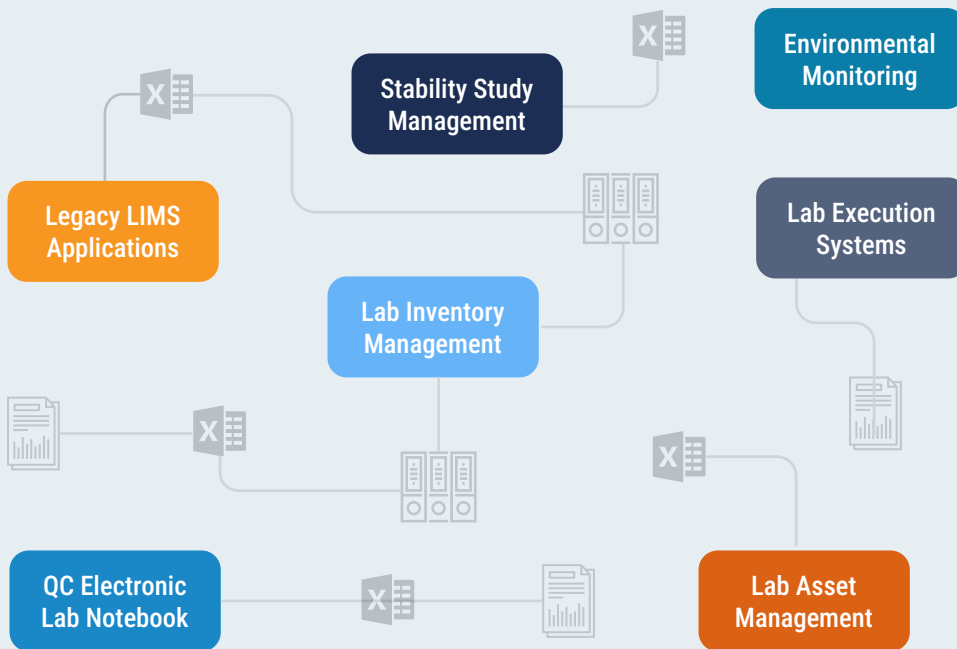 Environmental
Monitoring
Stability Study
Management
Legacy LIMS
Applications
Lab Execution
Systems
Lab Inventory
Management
QC Electronic
Lab Notebook
Lab Asset
Management
X
X
X
X
X